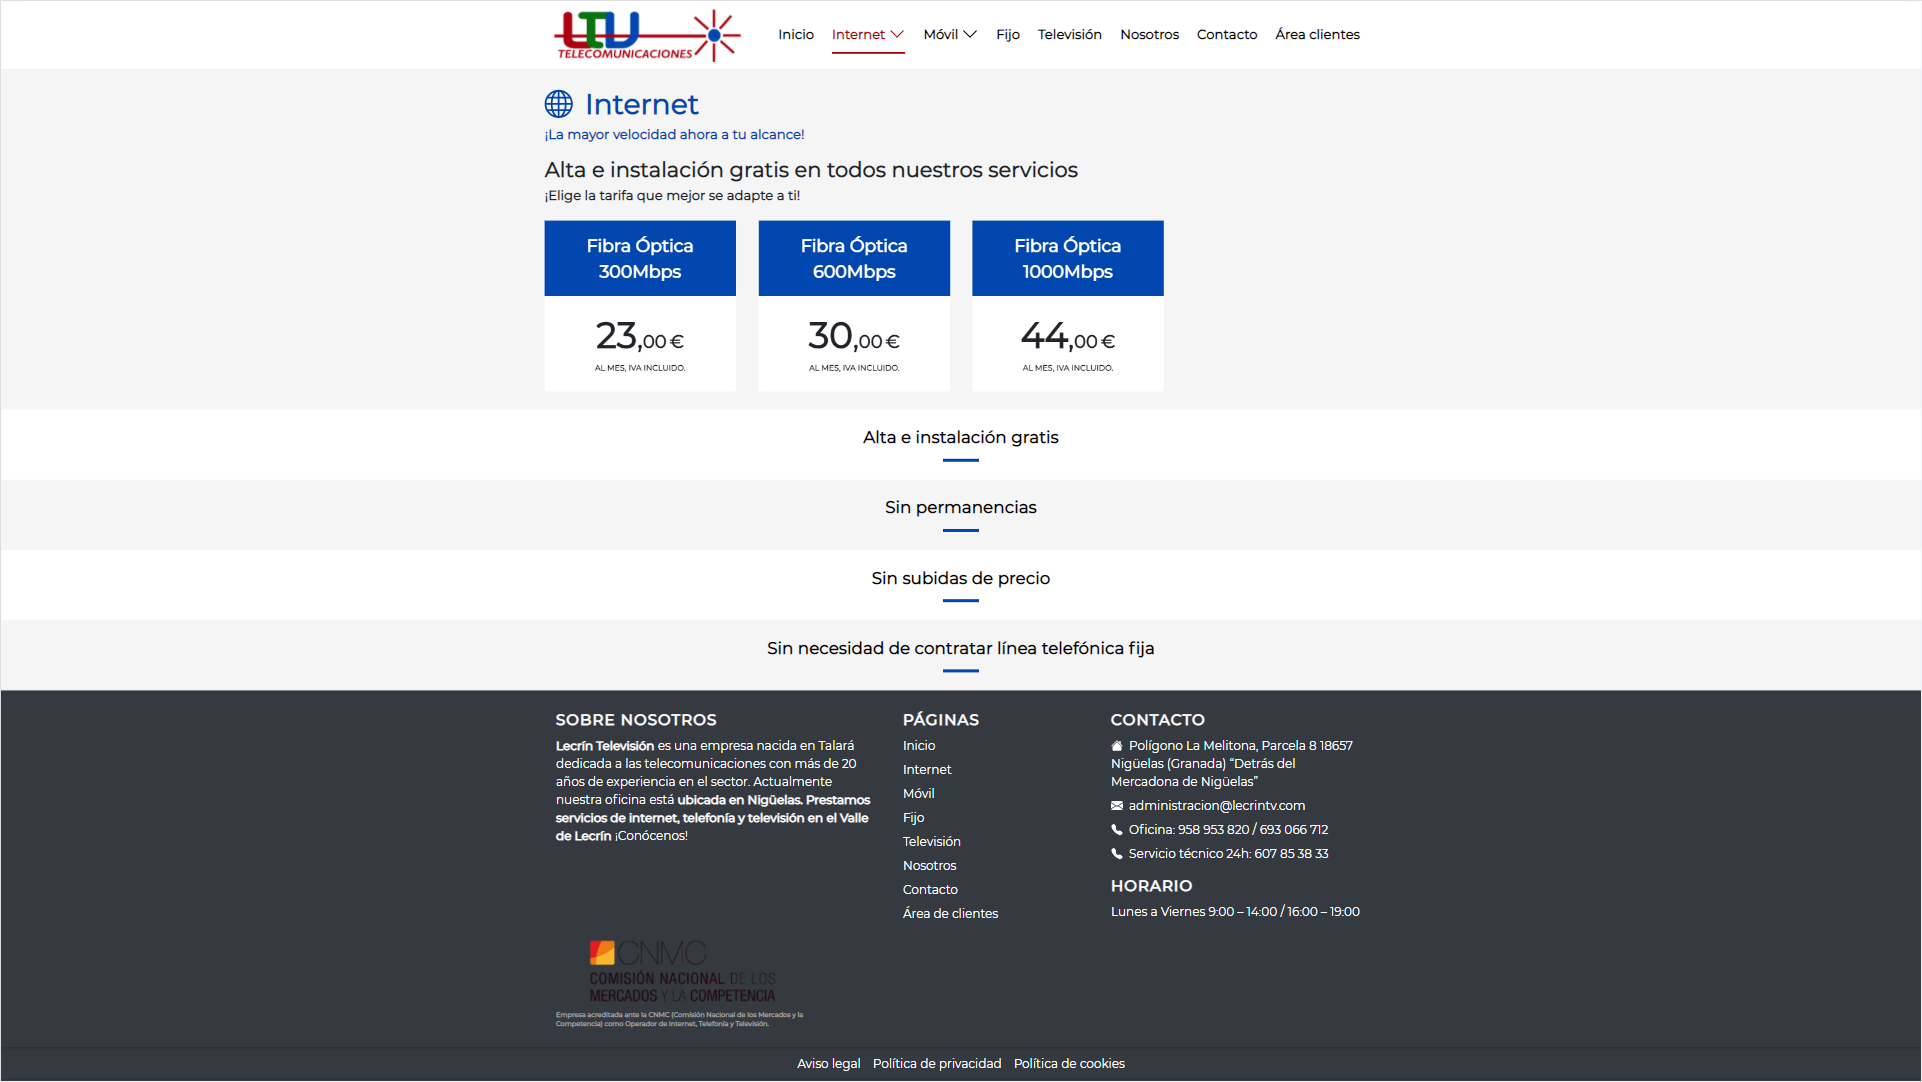 LTV
TELECOMUNICACIONES
Inicio Internet Móvil Fijo Televisión Nosotros Contacto Área clientes
Internet
¡La mayor velocidad ahora a tu alcance!
Alta e instalación gratis en todos nuestros servicios
¡Elige la tarifa que mejor se adapte a ti!
Fibra Óptica
300Mbps
23,00 €
AL MES, IVA INCLUIDO.
Fibra Óptica
600Mbps
30,00 €
AL MES, IVA INCLUIDO.
Fibra Óptica
1000Mbps
44,00 €
AL MES, IVA INCLUIDO.
Alta e instalación gratis
Sin permanencias
Sin subidas de precio
Sin necesidad de contratar línea telefónica fija
SOBRE NOSOTROS
Lecrín Televisión es una empresa nacida en Talará
dedicada a las telecomunicaciones con más de 20
años de experiencia en el sector. Actualmente
nuestra oficina está ubicada en Nigüelas. Prestamos
servicios de internet, telefonía y televisión en el Valle
de Lecrín ¡Conócenos!
PÁGINAS
Inicio
Internet
Móvil
Fijo
Televisión
Nosotros
Contacto
Área de clientes
CONTACTO
Polígono La Melitona, Parcela 8 18657
Nigüelas (Granada) “Detrás del
Mercadona de Nigüelas”
administracion@lecrintv.com
Oficina: 958 953 820 / 693 066 712
Servicio técnico 24h: 607 85 38 33
HORARIO
Lunes a Viernes 9:00 – 14:00 / 16:00 – 19:00
CNMC
COMISIÓN NACIONAL DE LOS
MERCADOS Y LA COMPETENCIA
Empresa acreditada ante la CNMC (Comisión Nacional de los Mercados y la
Competencia) como Operador de Internet, Telefonía y Televisión.
Aviso legal Política de privacidad Política de cookies